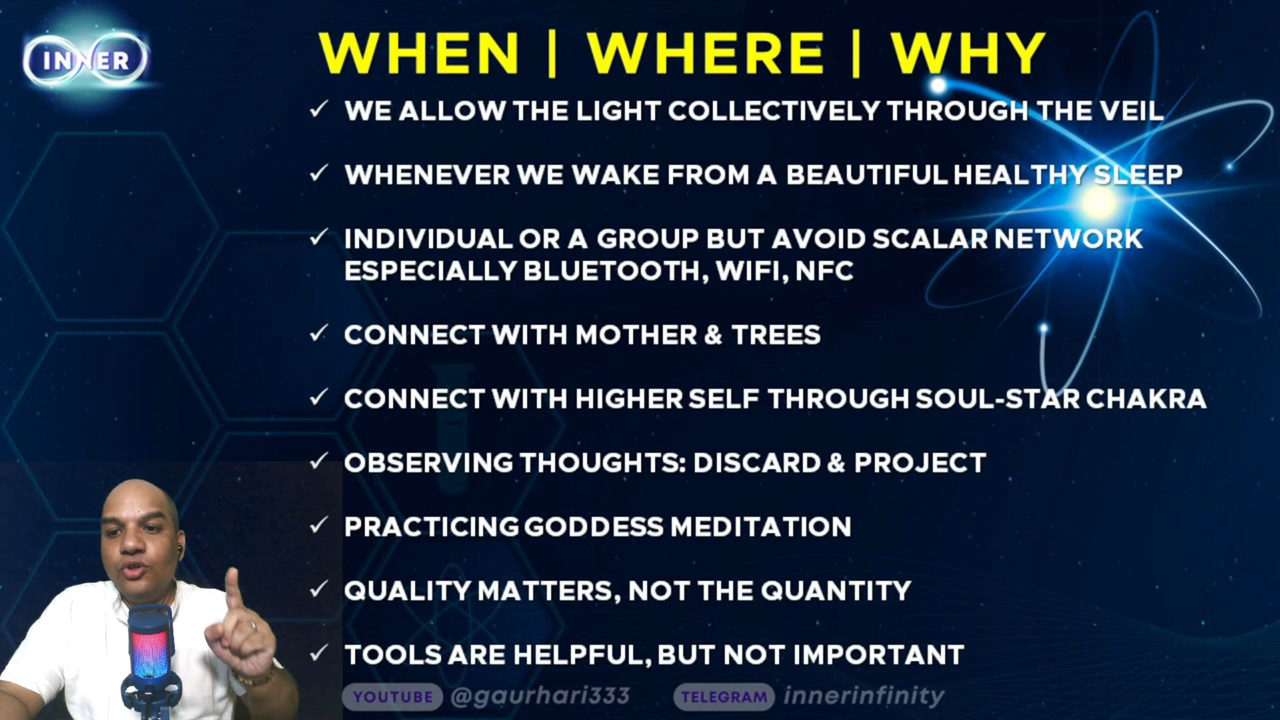 INNER
WHEN | WHERE | WHY
✓ WE ALLOW THE LIGHT COLLECTIVELY THROUGH THE VEIL
✓ WHENEVER WE WAKE FROM A BEAUTIFUL HEALTHY SLEEP
✓ INDIVIDUAL OR A GROUP BUT AVOID SCALAR NETWORK
ESPECIALLY BLUETOOTH, WIFI, NFC
✓ CONNECT WITH MOTHER & TREES
✓ CONNECT WITH HIGHER SELF THROUGH SOUL-STAR CHAKRA
✓ OBSERVING THOUGHTS: DISCARD & PROJECT
✓ PRACTICING GODDESS MEDITATION
✓ QUALITY MATTERS, NOT THE QUANTITY
✓ TOOLS ARE HELPFUL, BUT NOT IMPORTANT
YOUTUBE @gaurhari333 TELEGRAM innerinfinity